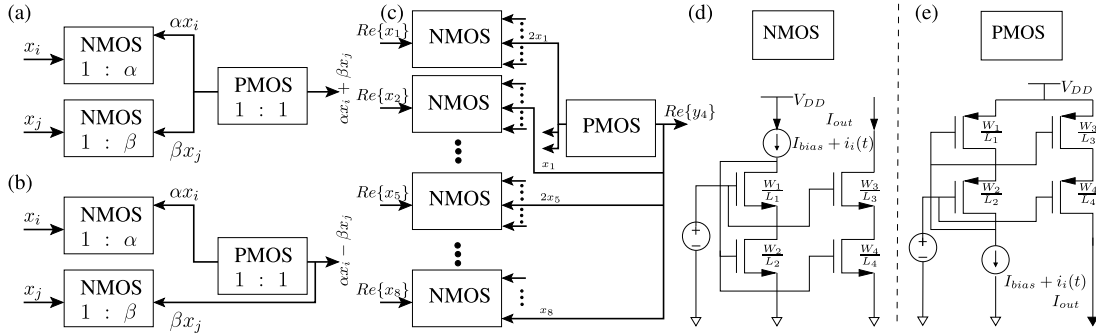 (a)
αx_i
x_i
NMOS
1 : α
PMOS
1 : 1
αx_i + βx_j
x_j
NMOS
1 : β
βx_j
(b)
αx_i
x_i
NMOS
1 : α
PMOS
1 : 1
αx_i − βx_j
x_j
NMOS
1 : β
βx_j
(c)
Re{x_1}
NMOS
2x_1
Re{x_2}
NMOS
PMOS
Re{y_4}
x_1
Re{x_5}
NMOS
2x_5
Re{x_8}
NMOS
x_8
(d)
NMOS
V_DD
I_out
I_bias + i_i(t)
W_1/L_1
W_3/L_3
+
−
W_2/L_2
W_4/L_4
(e)
PMOS
V_DD
W_1/L_1
W_3/L_3
W_2/L_2
W_4/L_4
+
−
I_bias + i_i(t)
I_out